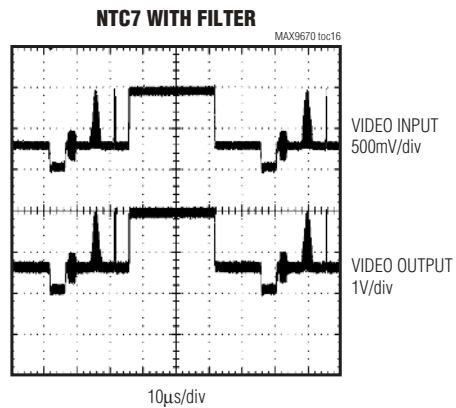 NTC7 WITH FILTER
MAX9670 toc16
VIDEO INPUT
500mV/div
VIDEO OUTPUT
1V/div
10µs/div